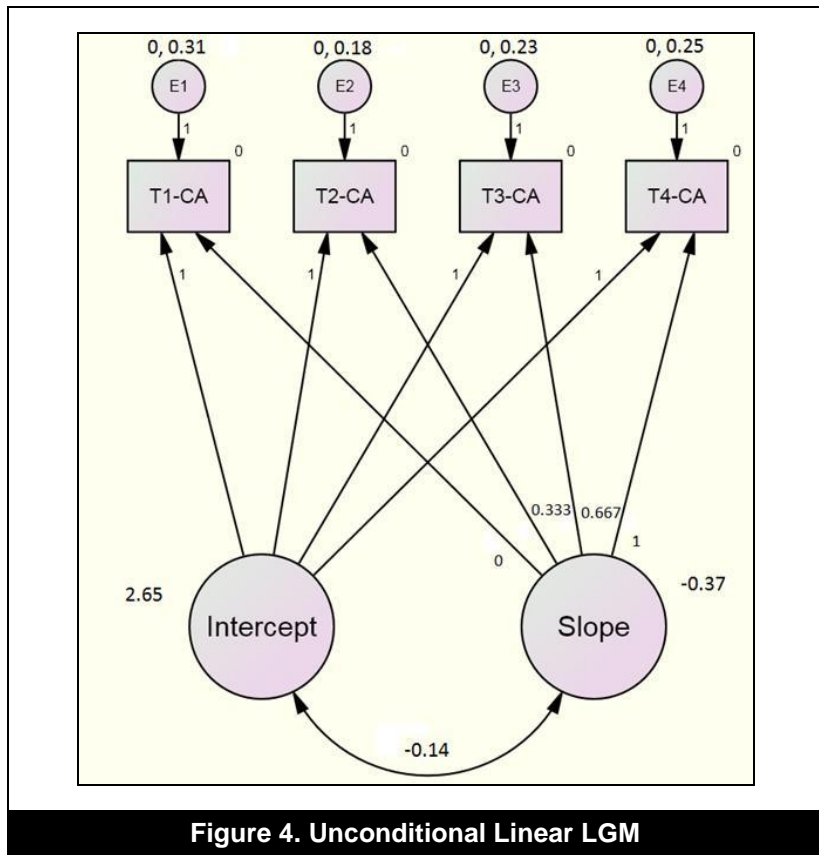 0, 0.31 0, 0.18 0, 0.23 0, 0.25
E1 E2 E3 E4
1 1 1 1
0 0 0 0
T1-CA T2-CA T3-CA T4-CA
1 1 1 1
0.333 0.667
0 1
2.65 -0.37
Intercept Slope
-0.14
Figure 4. Unconditional Linear LGM